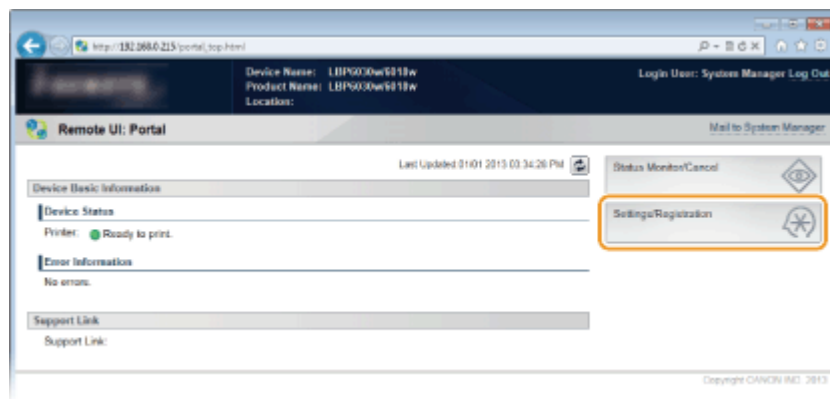 http://192.168.0.215/portal_top.html
Device Name: LBP6030w/6018w
Login User: System Manager Log Out
Product Name: LBP6030w/6018w
Location:
Remote UI: Portal
Mail to System Manager
Last Updated 01/01 2013 03:34:28 PM
Status Monitor/Cancel
Device Basic Information
Device Status
Settings/Registration
Printer: Ready to print.
Error Information
No errors.
Support Link
Support Link:
Copyright CANON INC. 2013